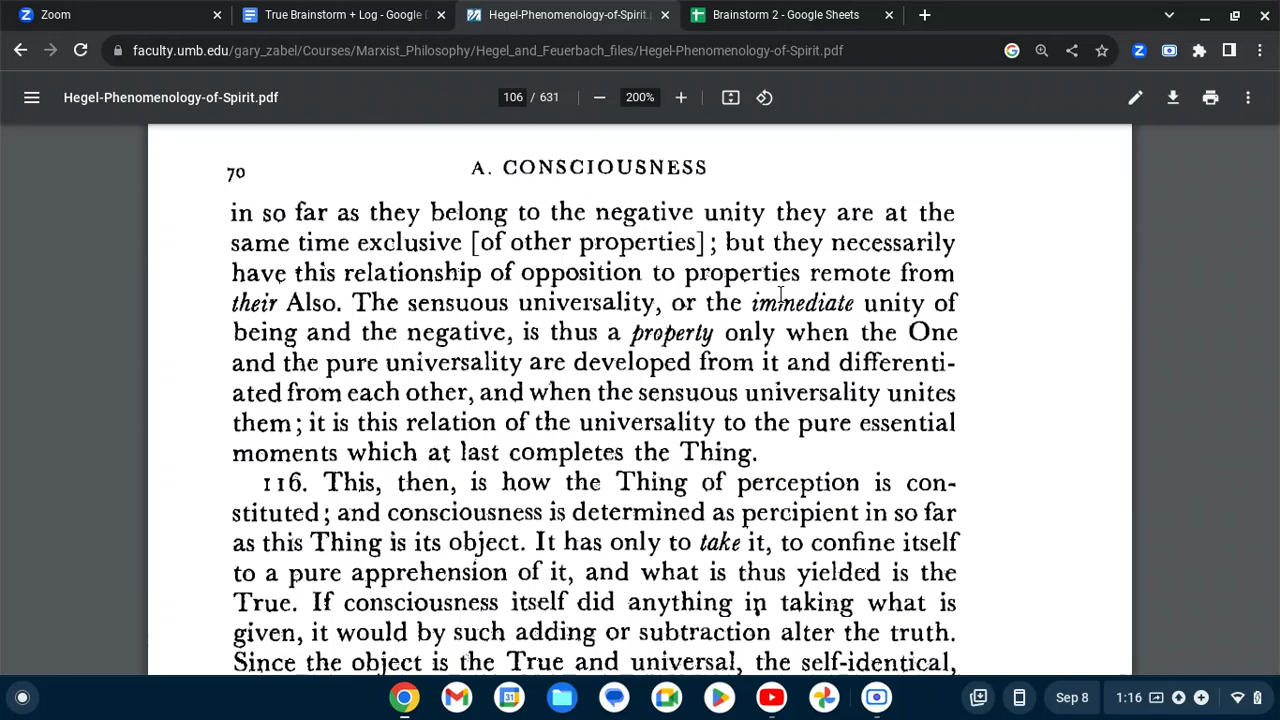 Zoom
True Brainstorm + Log - Google D
Hegel-Phenomenology-of-Spirit.p
Brainstorm 2 - Google Sheets
faculty.umb.edu/gary_zabel/Courses/Marxist_Philosophy/Hegel_and_Feuerbach_files/Hegel-Phenomenology-of-Spirit.pdf
Hegel-Phenomenology-of-Spirit.pdf
106 / 631
200%
70
A. CONSCIOUSNESS
in so far as they belong to the negative unity they are at the
same time exclusive [of other properties]; but they necessarily
have this relationship of opposition to properties remote from
their Also. The sensuous universality, or the immediate unity of
being and the negative, is thus a property only when the One
and the pure universality are developed from it and differenti-
ated from each other, and when the sensuous universality unites
them; it is this relation of the universality to the pure essential
moments which at last completes the Thing.
116. This, then, is how the Thing of perception is con-
stituted; and consciousness is determined as percipient in so far
as this Thing is its object. It has only to take it, to confine itself
to a pure apprehension of it, and what is thus yielded is the
True. If consciousness itself did anything in taking what is
given, it would by such adding or subtraction alter the truth.
Since the object is the True and universal, the self-identical,
31
Sep 8
1:16